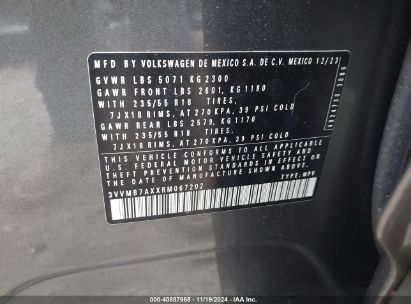 MFD BY VOLKSWAGEN DE MEXICO S.A. DE C.V. MEXICO 12/23
GVWR LBS 5071 KG 2300
GAWR FRONT LBS 2601, KG 1180
WITH 235/55 R18 TIRES,
7JX18 RIMS, AT 270 KPA, 39 PSI COLD
GAWR REAR LBS 2579, KG 1170
WITH 235/55 R18 TIRES,
7JX18 RIMS, AT 270 KPA, 39 PSI COLD
THIS VEHICLE CONFORMS TO ALL APPLICABLE
U.S. FEDERAL MOTOR VEHICLE SAFETY AND
THEFT PREVENTION STANDARDS IN EFFECT
ON THE DATE OF MANUFACTURE SHOWN ABOVE
3VVMB7AXXRM067202
TYPE: MPV
000-40887965 - 11/19/2024 - IAAI.com